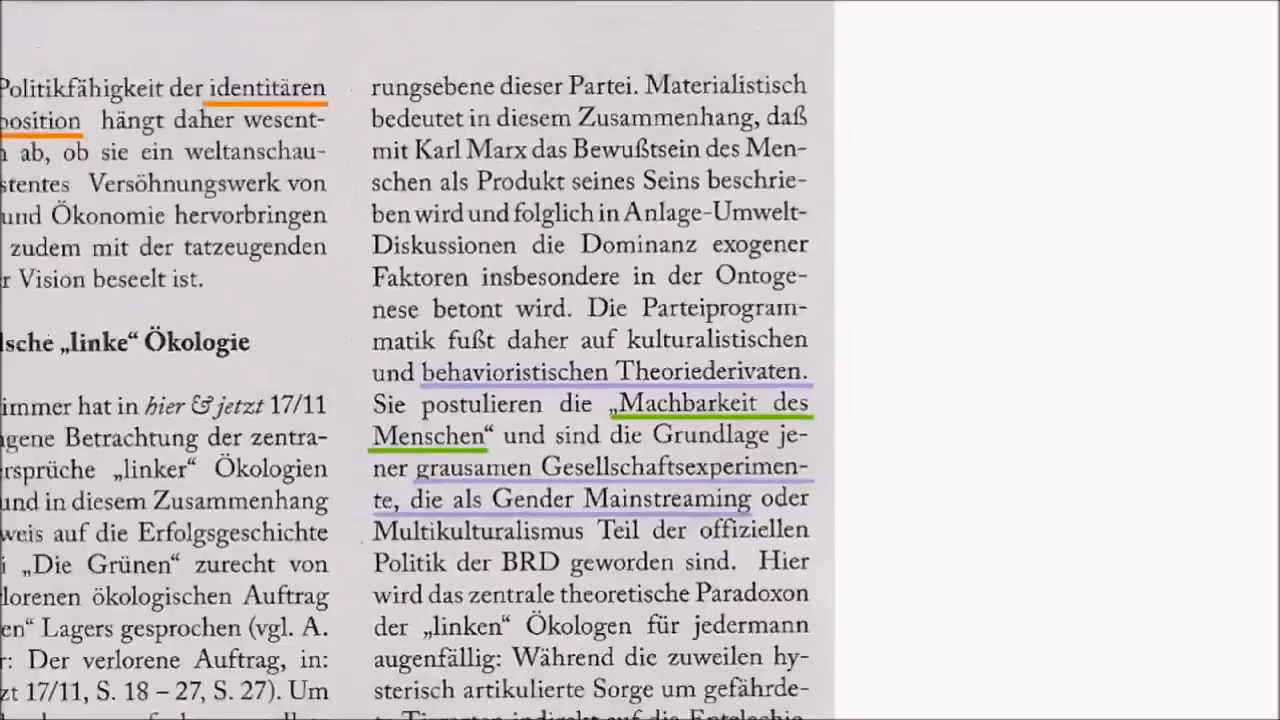 Politikfähigkeit der identitären
position hängt daher wesent-
ab, ob sie ein weltanschau-
stentes Versöhnungswerk von
und Ökonomie hervorbringen
zudem mit der tatzeugenden
r Vision beseelt ist.
lsche „linke“ Ökologie
immer hat in hier & jetzt 17/11
gene Betrachtung der zentra-
rsprüche „linker“ Ökologien
und in diesem Zusammenhang
weis auf die Erfolgsgeschichte
i „Die Grünen“ zurecht von
lorenen ökologischen Auftrag
en“ Lagers gesprochen (vgl. A.
r: Der verlorene Auftrag, in:
zt 17/11, S. 18 – 27, S. 27). Um
rungsebene dieser Partei. Materialistisch
bedeutet in diesem Zusammenhang, daß
mit Karl Marx das Bewußtsein des Men-
schen als Produkt seines Seins beschrie-
ben wird und folglich in Anlage-Umwelt-
Diskussionen die Dominanz exogener
Faktoren insbesondere in der Ontoge-
nese betont wird. Die Parteiprogram-
matik fußt daher auf kulturalistischen
und behavioristischen Theoriederivaten.
Sie postulieren die „Machbarkeit des
Menschen“ und sind die Grundlage je-
ner grausamen Gesellschaftsexperimen-
te, die als Gender Mainstreaming oder
Multikulturalismus Teil der offiziellen
Politik der BRD geworden sind. Hier
wird das zentrale theoretische Paradoxon
der „linken“ Ökologen für jedermann
augenfällig: Während die zuweilen hy-
sterisch artikulierte Sorge um gefährde-